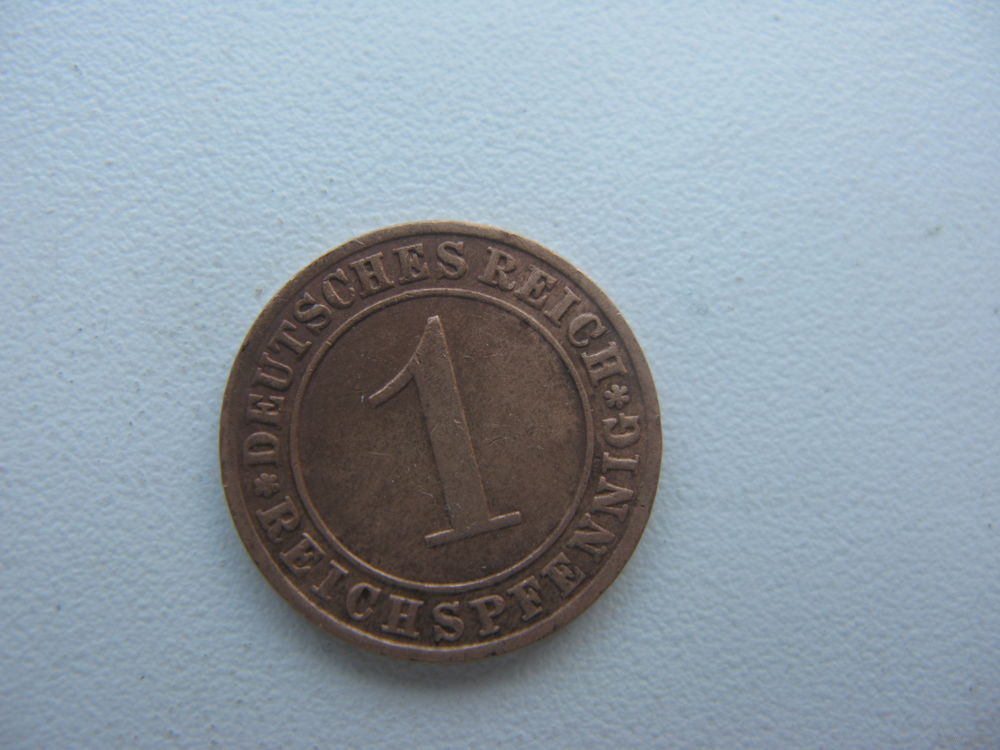 *DEUTSCHES REICH*
REICHSPFENNIG
1